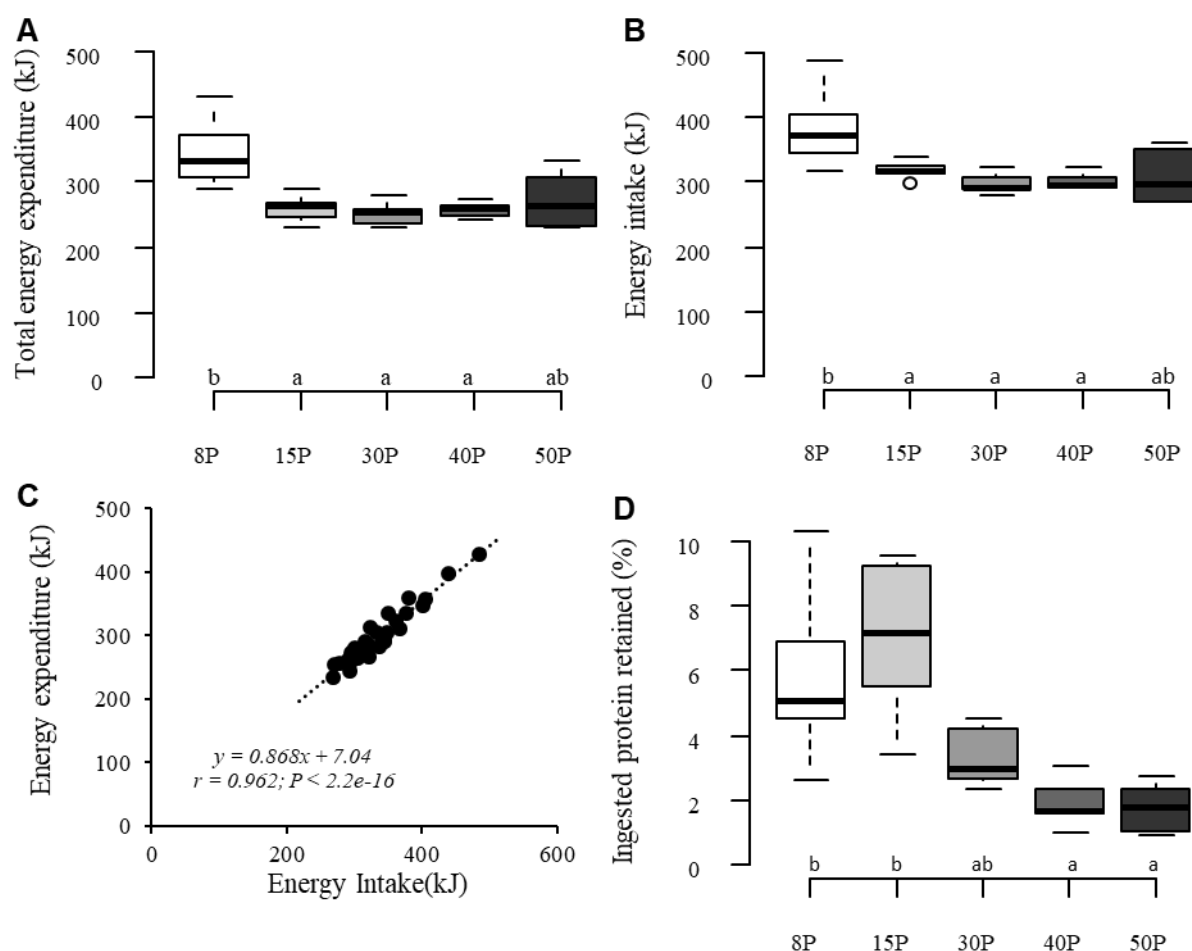 A
Total energy expenditure (kJ)
500
400
300
200
100
0
b a a a ab
8P 15P 30P 40P 50P
B
Energy intake (kJ)
500
400
300
200
100
0
b a a a ab
8P 15P 30P 40P 50P
C
Energy expenditure (kJ)
500
400
300
200
100
0
y = 0.868x + 7.04
r = 0.962; P < 2.2e-16
0 200 400 600
Energy Intake(kJ)
D
Ingested protein retained (%)
10
8
6
4
2
0
b b ab a a
8P 15P 30P 40P 50P